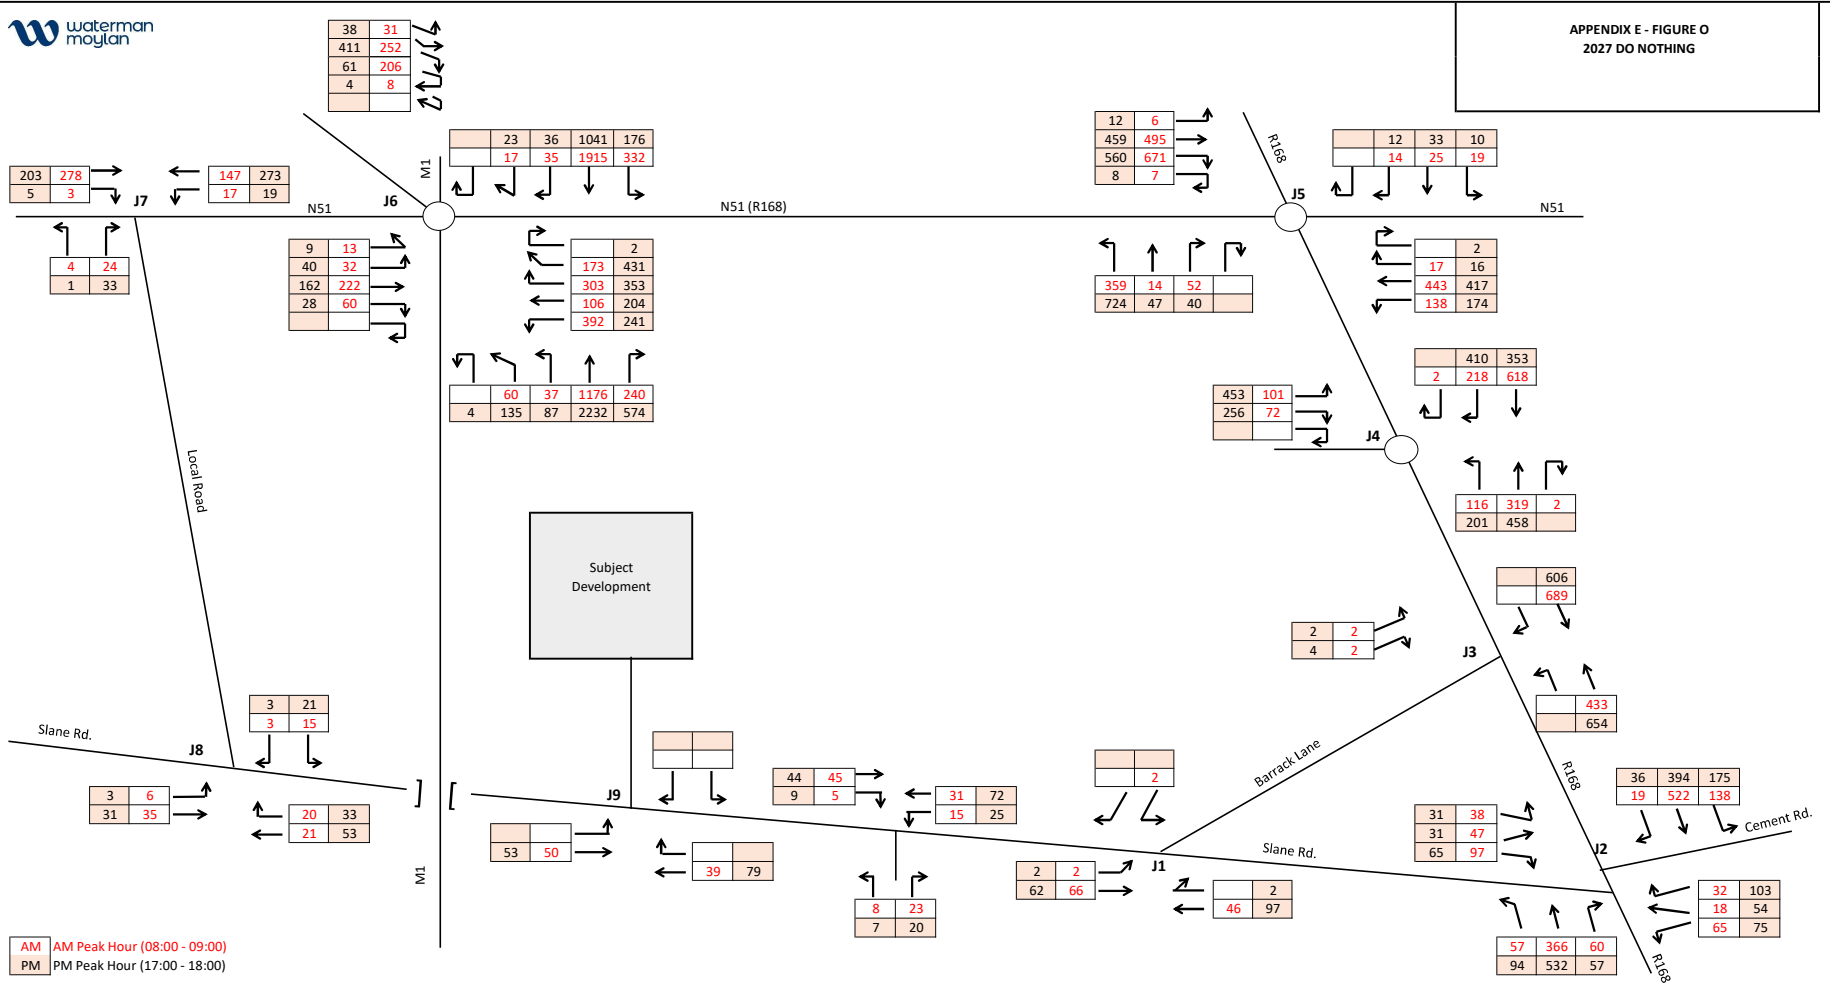 waterman
moylan
APPENDIX E - FIGURE O
2027 DO NOTHING
38 31
411 252
61 206
4 8
M1
23 36 1041 176
17 35 1915 332
12 6
459 495
560 671
8 7
R168
12 33 10
14 25 19
203 278
5 3
147 273
17 19
J7
N51
J6
N51 (R168)
J5
N51
4 24
1 33
9 13
40 32
162 222
28 60
2
173 431
303 353
106 204
392 241
359 14 52
724 47 40
2
17 16
443 417
138 174
60 37 1176 240
4 135 87 2232 574
453 101
256 72
410 353
2 218 618
J4
Local Road
116 319 2
201 458
Subject
Development
606
689
2 2
4 2
J3
433
654
3 21
3 15
Slane Rd.
J8
3 6
31 35
20 33
21 53
] [
J9
53 50
39 79
44 45
9 5
31 72
15 25
2
Barrack Lane
R168
36 394 175
19 522 138
Cement Rd.
31 38
31 47
65 97
J2
M1
8 23
7 20
2 2
62 66
J1
2
46 97
Slane Rd.
32 103
18 54
65 75
57 366 60
94 532 57
R168
AM AM Peak Hour (08:00 - 09:00)
PM PM Peak Hour (17:00 - 18:00)